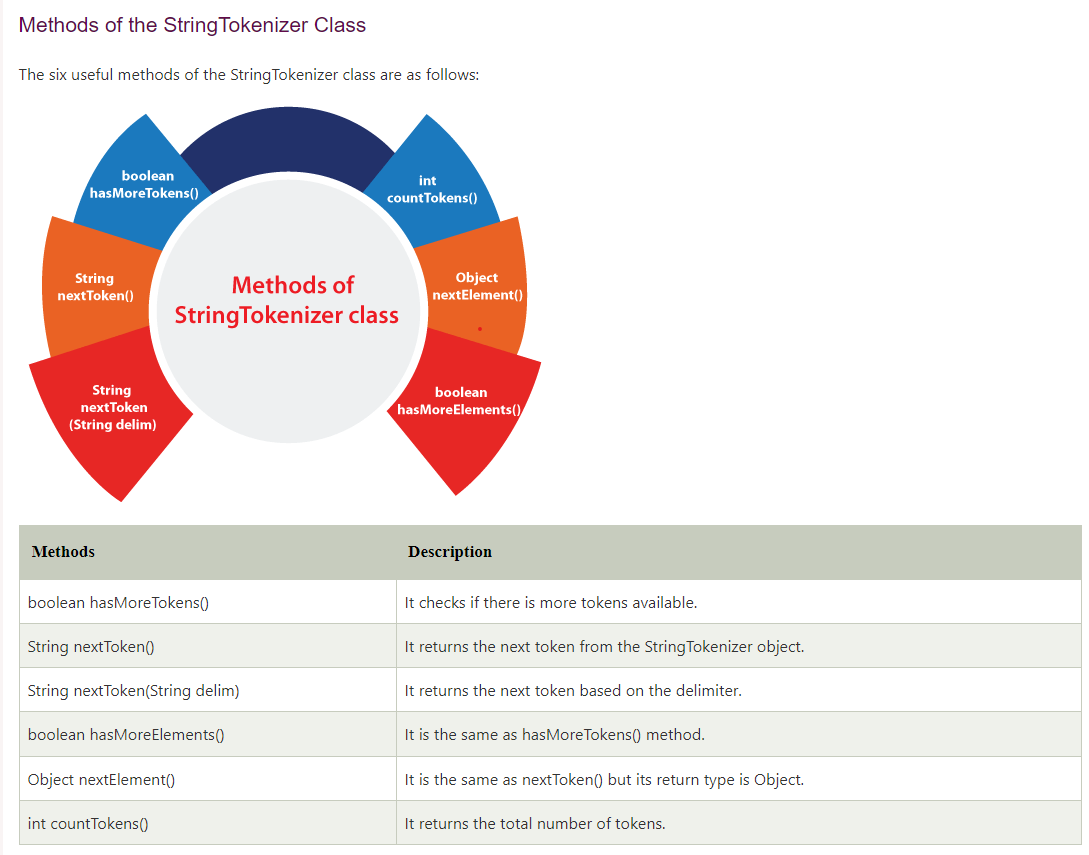 Methods of the StringTokenizer Class
The six useful methods of the StringTokenizer class are as follows:
boolean
hasMoreTokens()
int
countTokens()
String
nextToken()
Object
nextElement()
Methods of
StringTokenizer class
String
nextToken
(String delim)
boolean
hasMoreElements()
Methods Description
boolean hasMoreTokens() It checks if there is more tokens available.
String nextToken() It returns the next token from the StringTokenizer object.
String nextToken(String delim) It returns the next token based on the delimiter.
boolean hasMoreElements() It is the same as hasMoreTokens() method.
Object nextElement() It is the same as nextToken() but its return type is Object.
int countTokens() It returns the total number of tokens.